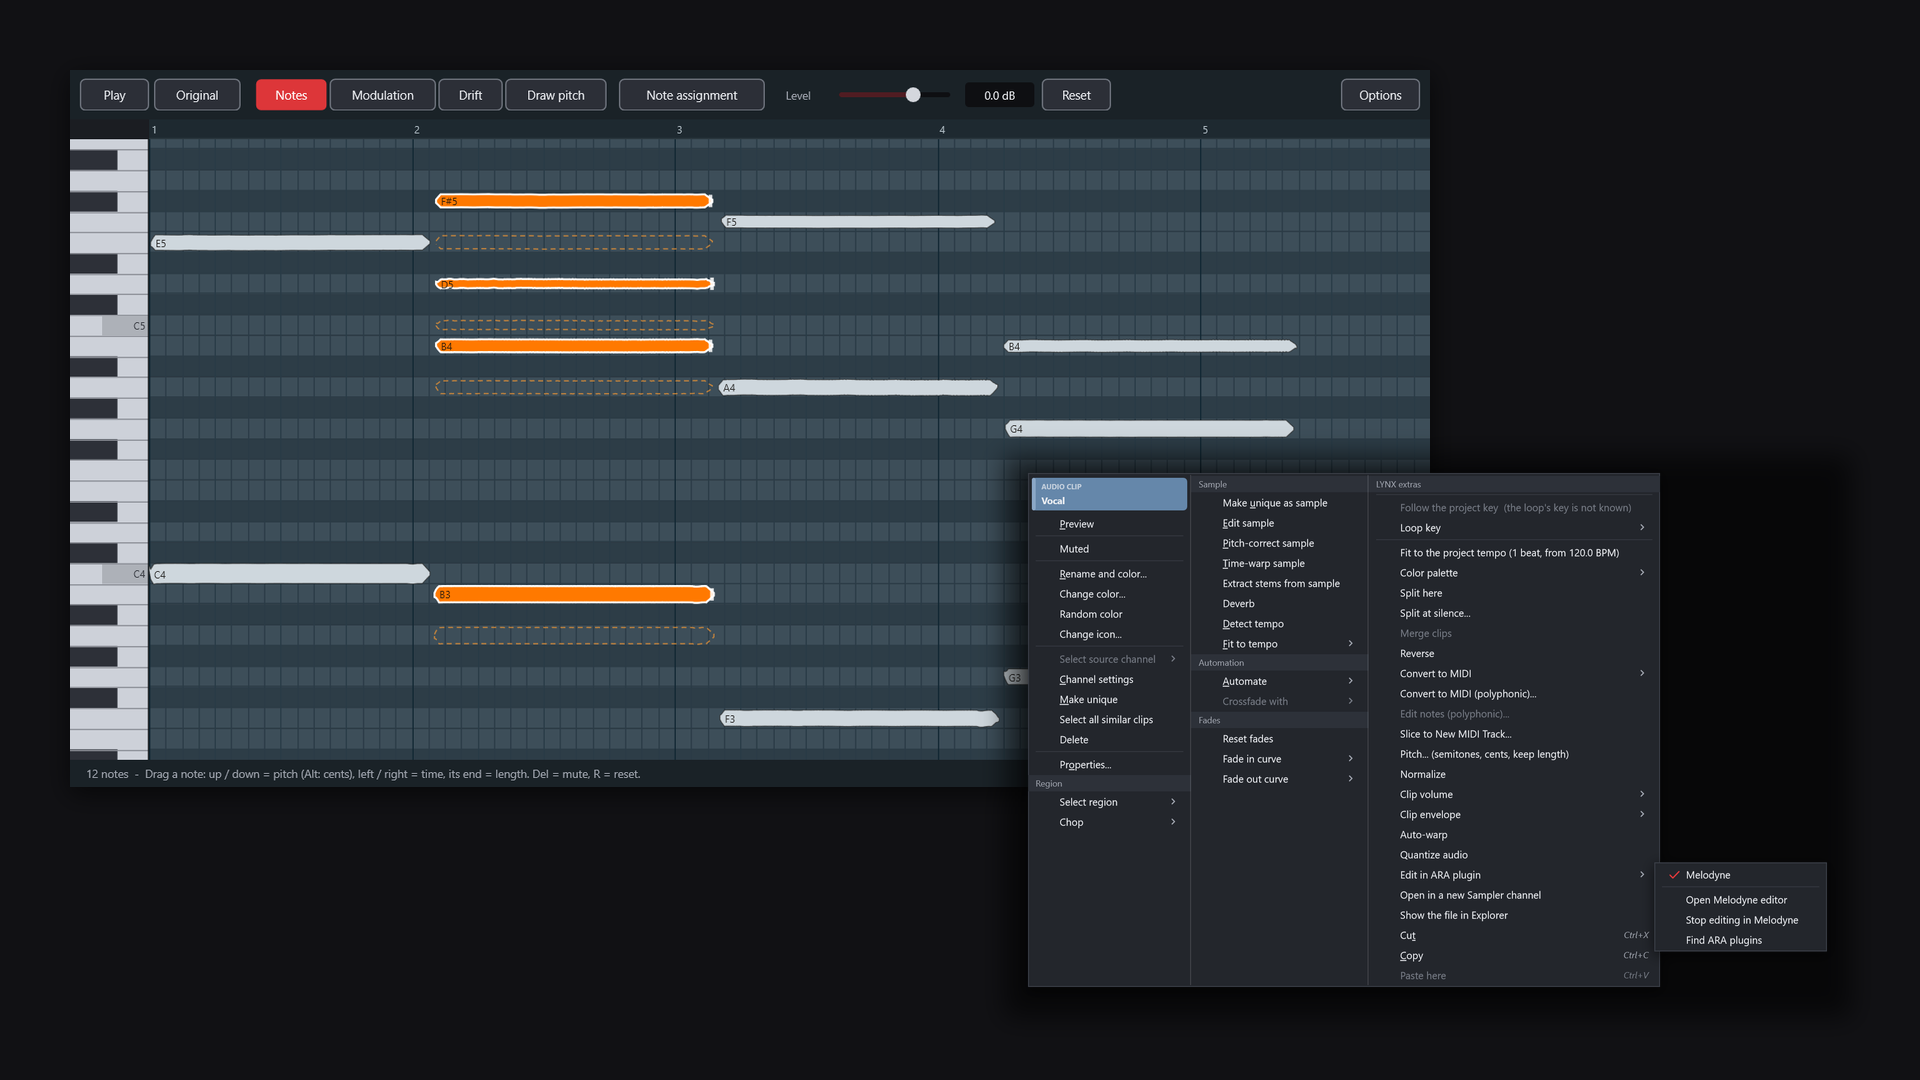 Play Original Notes Modulation Drift Draw pitch Note assignment Level 0.0 dB Reset Options
1 2 3 4 5
F#5
F5
E5
D5
C5
B4 B4
A4
G4
C4 C4
B3
G3
F3
12 notes - Drag a note: up / down = pitch (Alt: cents), left / right = time, its end = length. Del = mute, R = reset.
AUDIO CLIP
Vocal
Preview
Muted
Rename and color...
Change color...
Random color
Change icon...
Select source channel
Channel settings
Make unique
Select all similar clips
Delete
Properties...
Region
Select region
Chop
Sample
Make unique as sample
Edit sample
Pitch-correct sample
Time-warp sample
Extract stems from sample
Deverb
Detect tempo
Fit to tempo
Automation
Automate
Crossfade with
Fades
Reset fades
Fade in curve
Fade out curve
LYNX extras
Follow the project key (the loop's key is not known)
Loop key
Fit to the project tempo (1 beat, from 120.0 BPM)
Color palette
Split here
Split at silence...
Merge clips
Reverse
Convert to MIDI
Convert to MIDI (polyphonic)...
Edit notes (polyphonic)...
Slice to New MIDI Track...
Pitch... (semitones, cents, keep length)
Normalize
Clip volume
Clip envelope
Auto-warp
Quantize audio
Edit in ARA plugin
Open in a new Sampler channel
Show the file in Explorer
Cut Ctrl+X
Copy Ctrl+C
Paste here Ctrl+V
Melodyne
Open Melodyne editor
Stop editing in Melodyne
Find ARA plugins